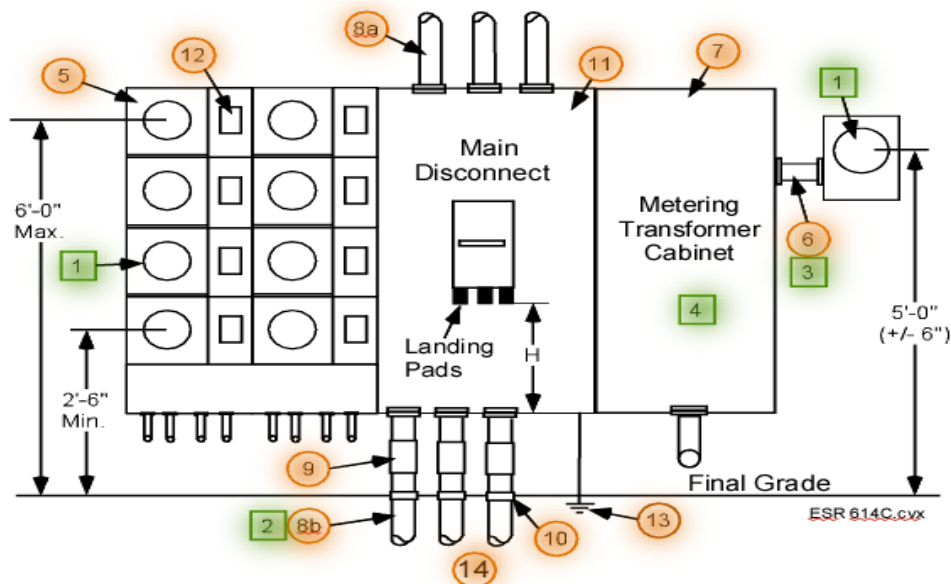 8a
5
12
11
7
1
Main
Disconnect
6'-0"
Max.
Metering
Transformer
Cabinet
6
1
3
4
5'-0"
(+/- 6")
Landing
Pads
H
2'-6"
Min.
9
Final Grade
ESR 614C.cvx
2
8b
10
13
14